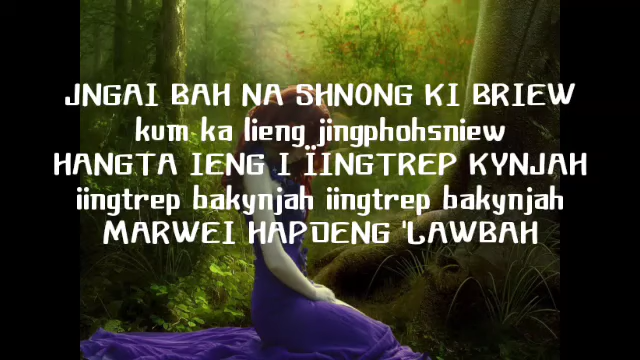 JNGAI BAH NA SHNONG KI BRIEW
kum ka lieng jingphohsniew
HANGTA IENG I ÏINGTREP KYNJAH
iingtrep bakynjah iingtrep bakynjah
MARWEI HAPDENG 'LAWBAH